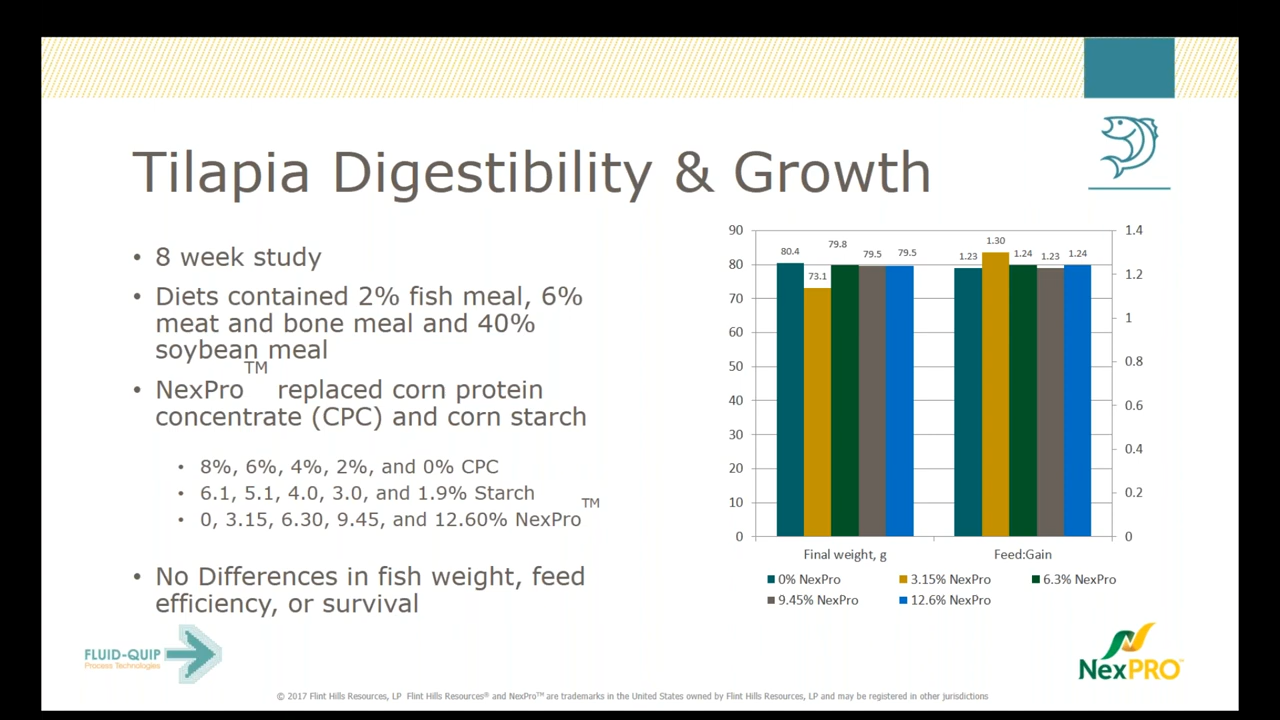 Tilapia Digestibility & Growth
• 8 week study
• Diets contained 2% fish meal, 6%
meat and bone meal and 40%
soybean meal
• NexPro™ replaced corn protein
concentrate (CPC) and corn starch
• 8%, 6%, 4%, 2%, and 0% CPC
• 6.1, 5.1, 4.0, 3.0, and 1.9% Starch
• 0, 3.15, 6.30, 9.45, and 12.60% NexPro™
• No Differences in fish weight, feed
efficiency, or survival
90
80
70
60
50
40
30
20
10
0
80.4
73.1
79.8
79.5
79.5
1.23
1.30
1.24
1.23
1.24
1.4
1.2
1
0.8
0.6
0.4
0.2
0
Final weight, g
Feed:Gain
0% NexPro 3.15% NexPro 6.3% NexPro
9.45% NexPro 12.6% NexPro
FLUID-QUIP
Process Technologies
NexPRO™
© 2017 Flint Hills Resources, LP Flint Hills Resources® and NexPro™ are trademarks in the United States owned by Flint Hills Resources, LP and may be registered in other jurisdictions